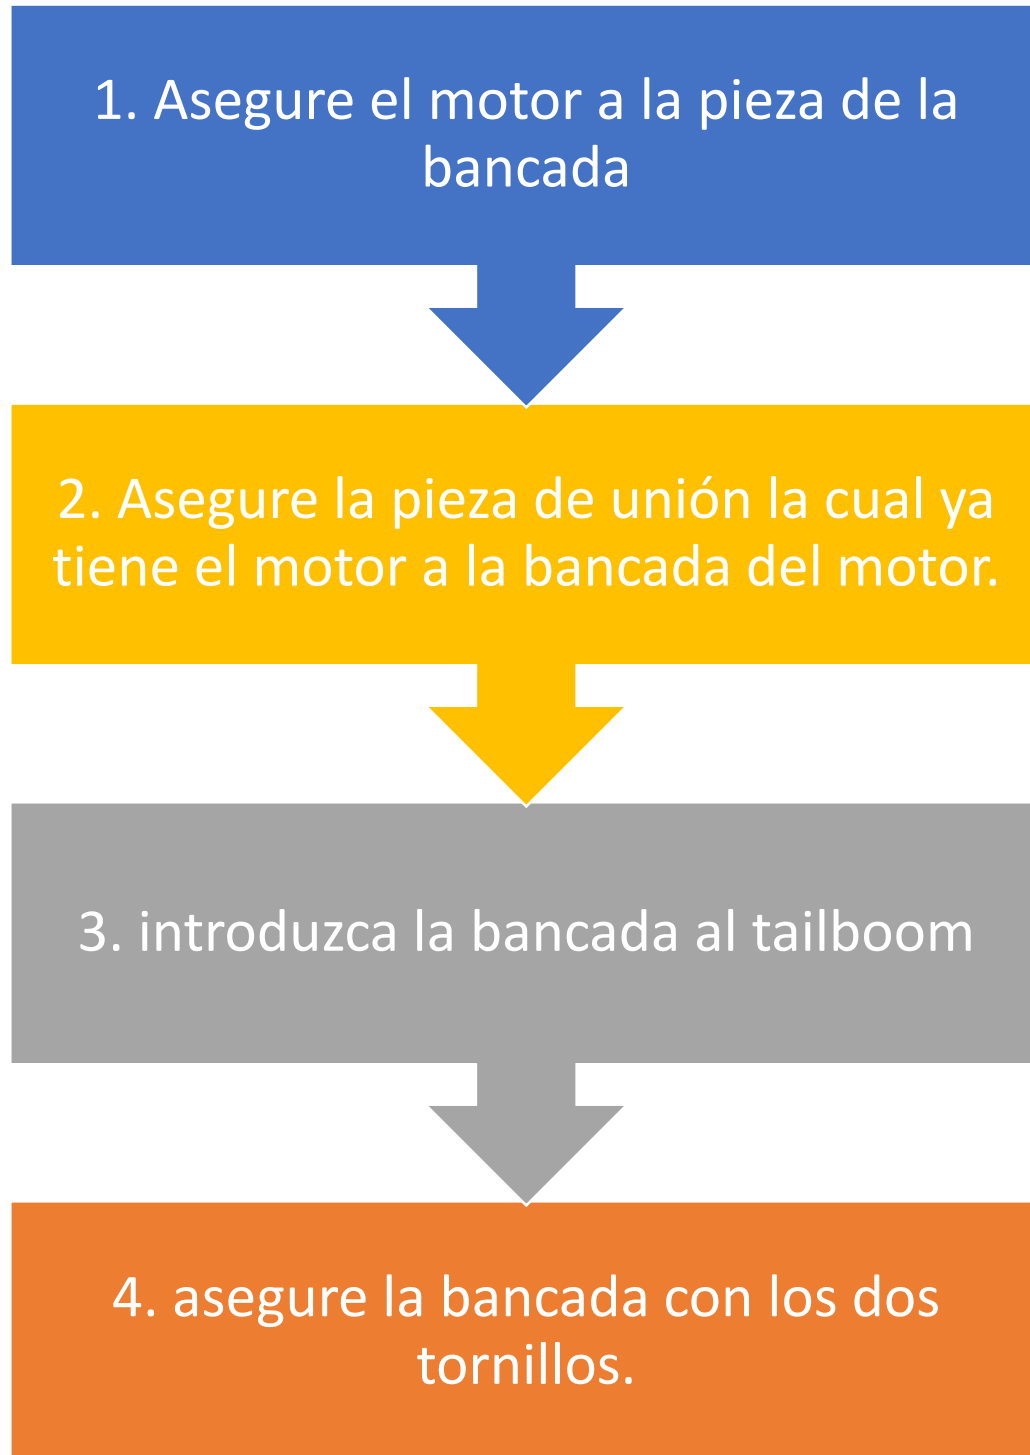 1. Asegure el motor a la pieza de la
bancada
2. Asegure la pieza de unión la cual ya
tiene el motor a la bancada del motor.
3. introduzca la bancada al tailboom
4. asegure la bancada con los dos
tornillos.